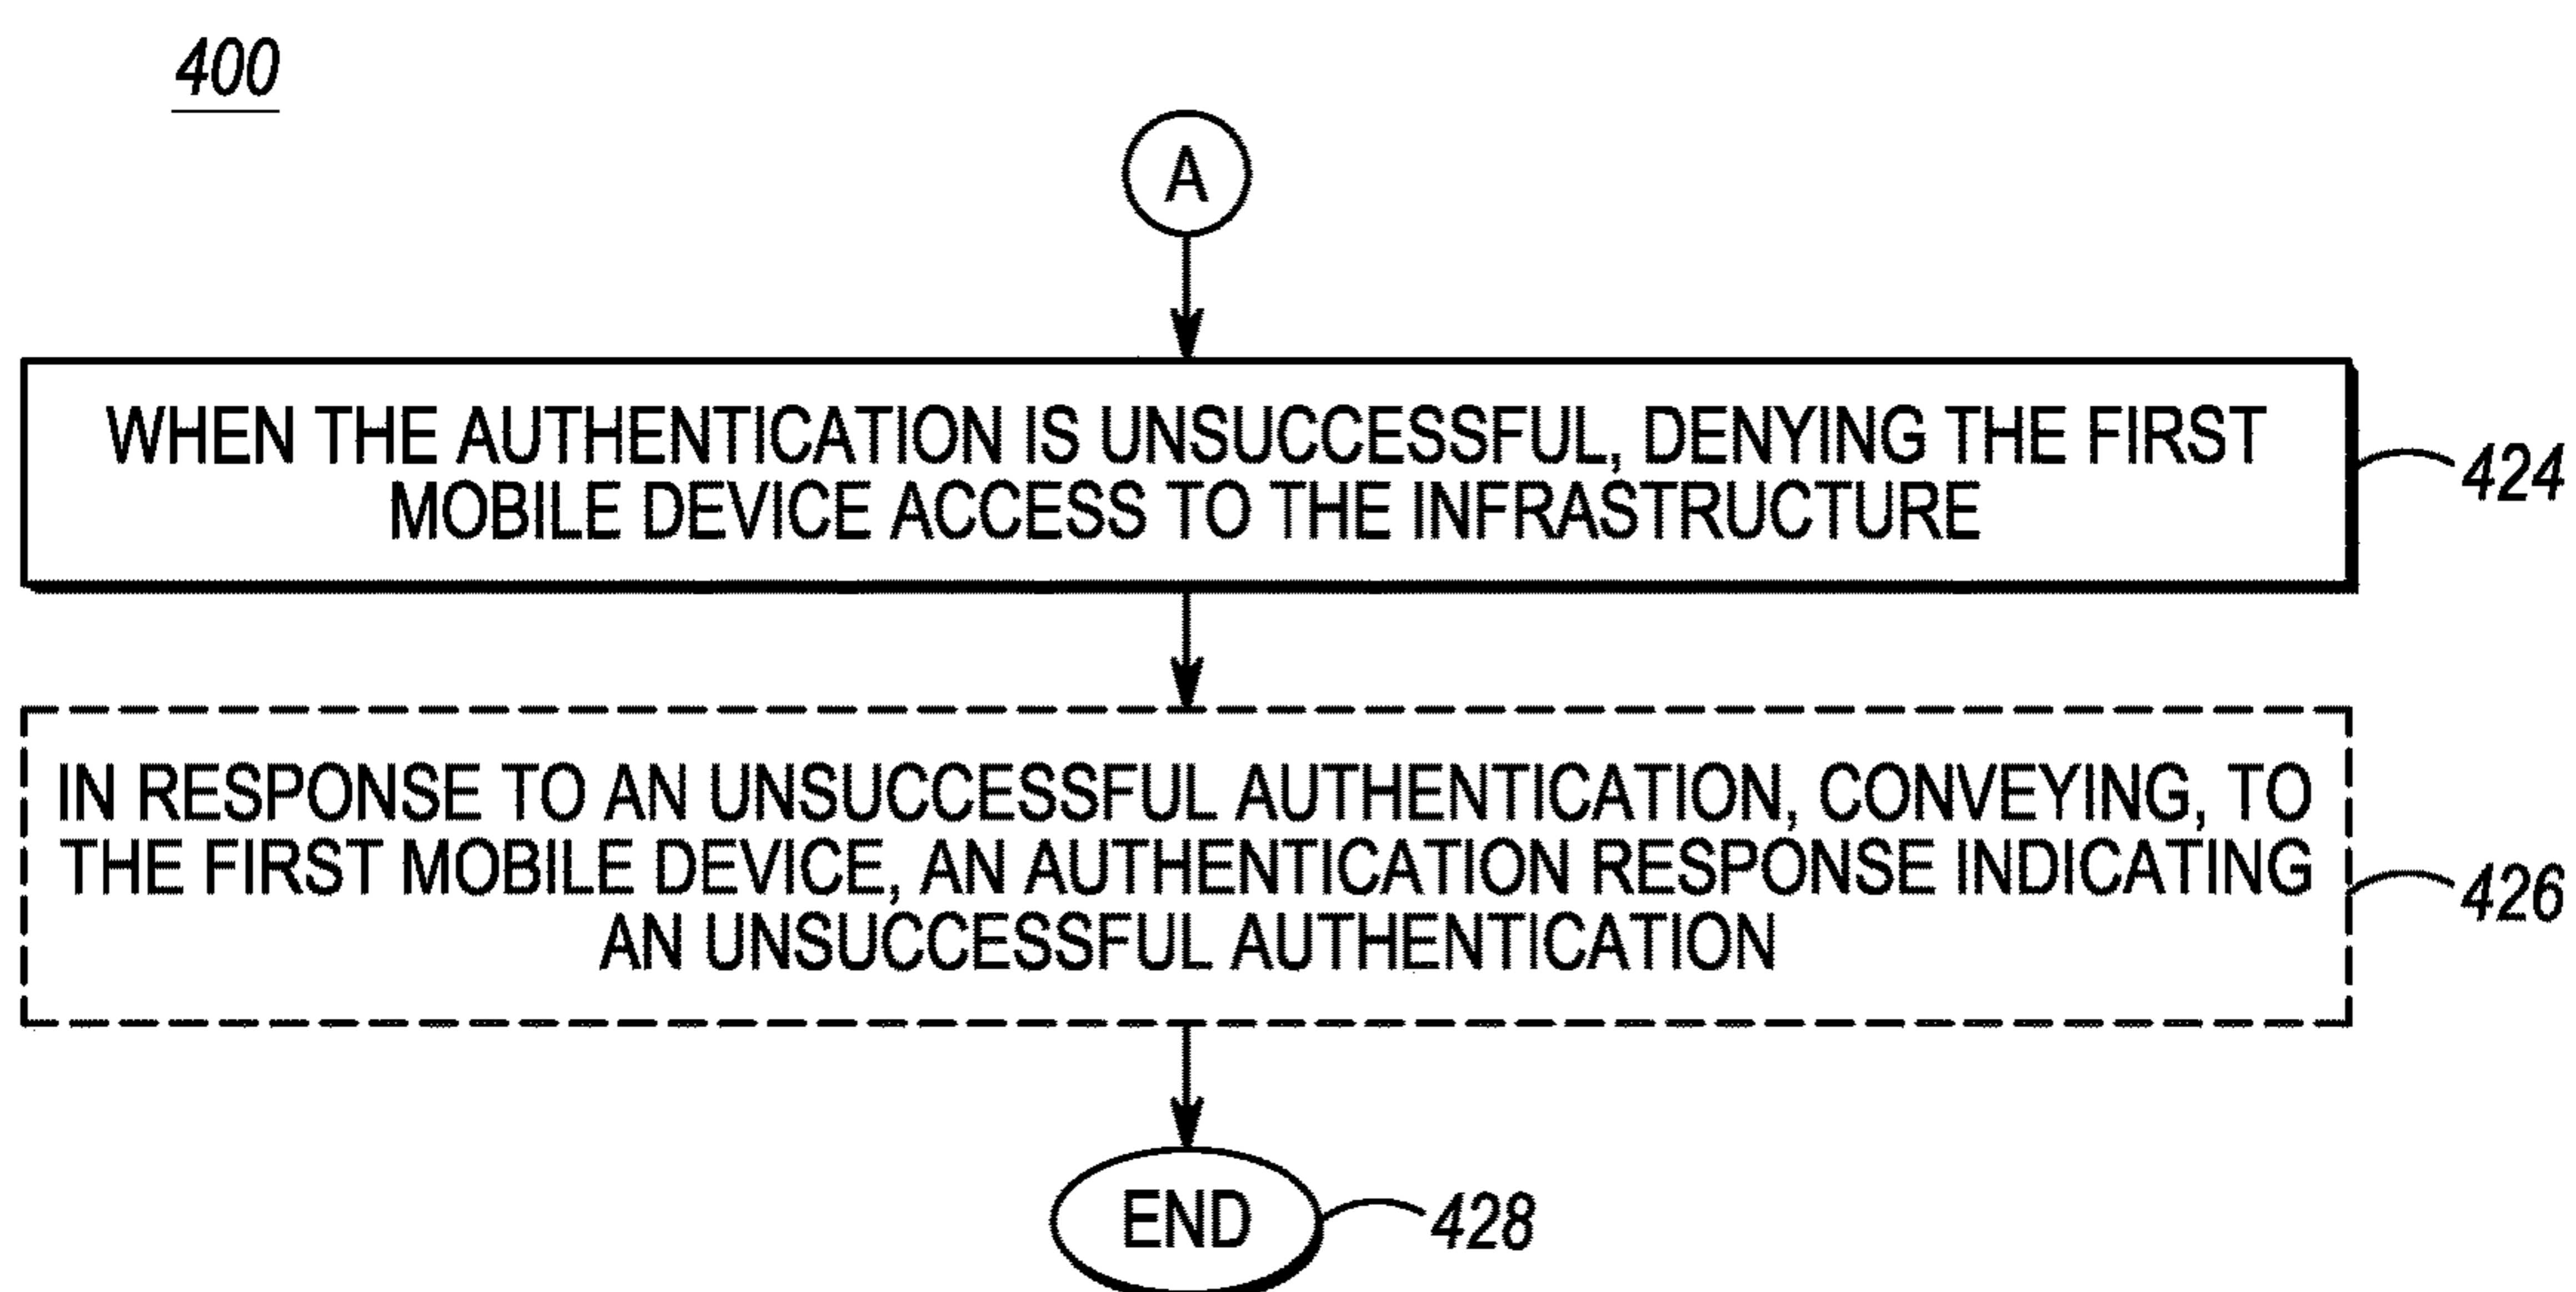 400
A
WHEN THE AUTHENTICATION IS UNSUCCESSFUL, DENYING THE FIRST
MOBILE DEVICE ACCESS TO THE INFRASTRUCTURE
424
IN RESPONSE TO AN UNSUCCESSFUL AUTHENTICATION, CONVEYING, TO
THE FIRST MOBILE DEVICE, AN AUTHENTICATION RESPONSE INDICATING
AN UNSUCCESSFUL AUTHENTICATION
426
END
428